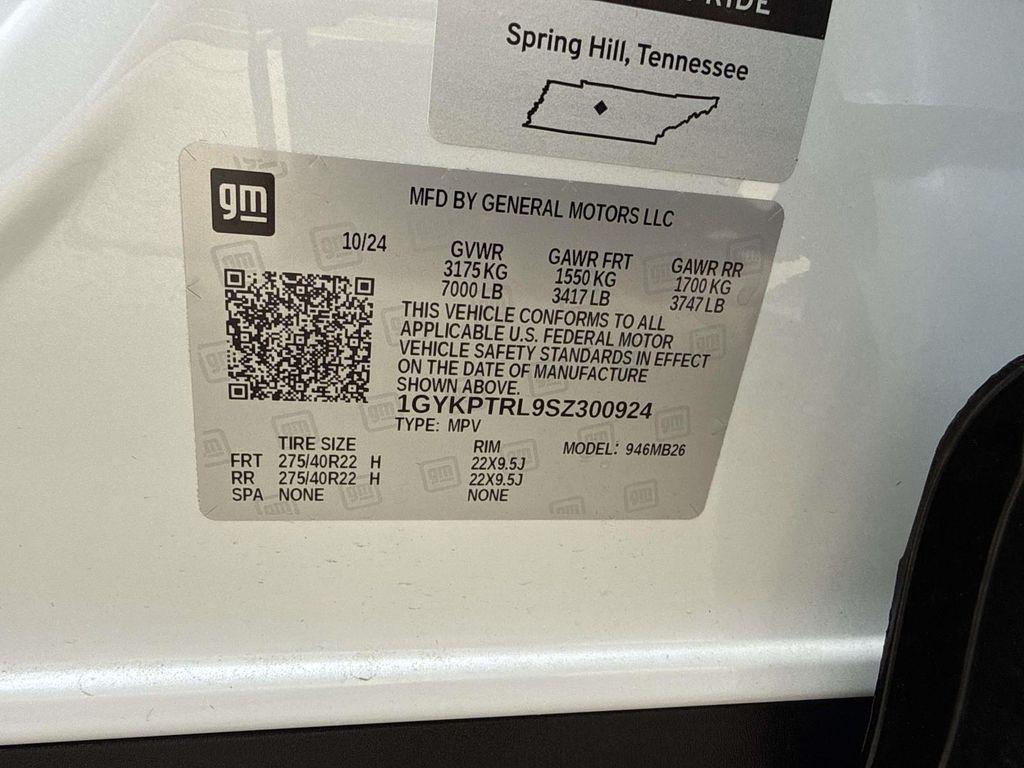 RIDE
Spring Hill, Tennessee
gm
MFD BY GENERAL MOTORS LLC
10/24
GVWR
3175 KG
7000 LB
GAWR FRT
1550 KG
3417 LB
GAWR RR
1700 KG
3747 LB
THIS VEHICLE CONFORMS TO ALL
APPLICABLE U.S. FEDERAL MOTOR
VEHICLE SAFETY STANDARDS IN EFFECT
ON THE DATE OF MANUFACTURE
SHOWN ABOVE.
1GYKPTRL9SZ300924
TYPE: MPV
TIRE SIZE RIM MODEL: 946MB26
FRT 275/40R22 H 22X9.5J
RR 275/40R22 H 22X9.5J
SPA NONE NONE